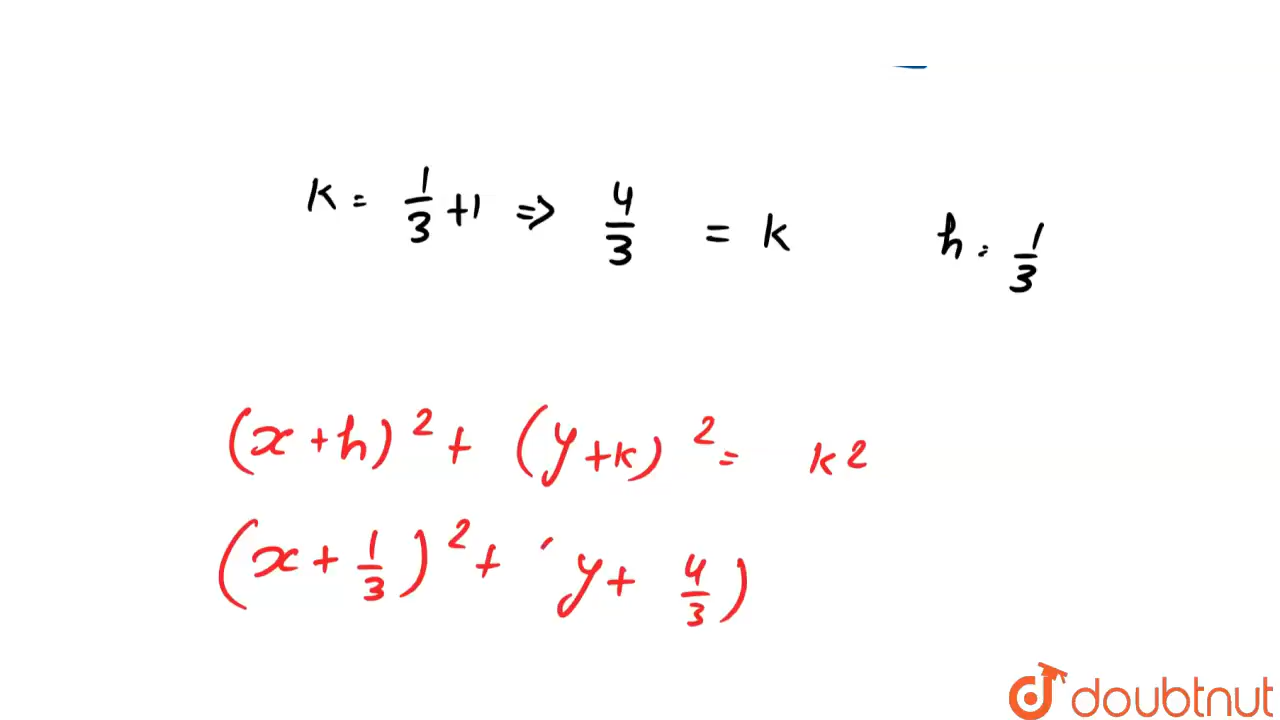 k = 1/3 + 1 ⇒ 4/3 = k h = 1/3
(x + h)² + (y + k)² = k²
(x + 1/3)² + ( y + 4/3)
doubtnut